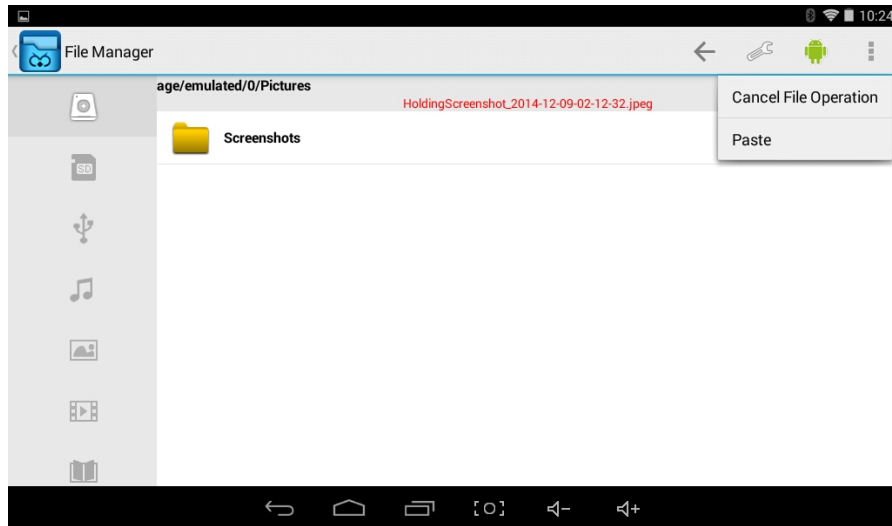 10:24
File Manager
age/emulated/0/Pictures
HoldingScreenshot_2014-12-09-02-12-32.jpeg
Cancel File Operation
Screenshots
Paste
SD